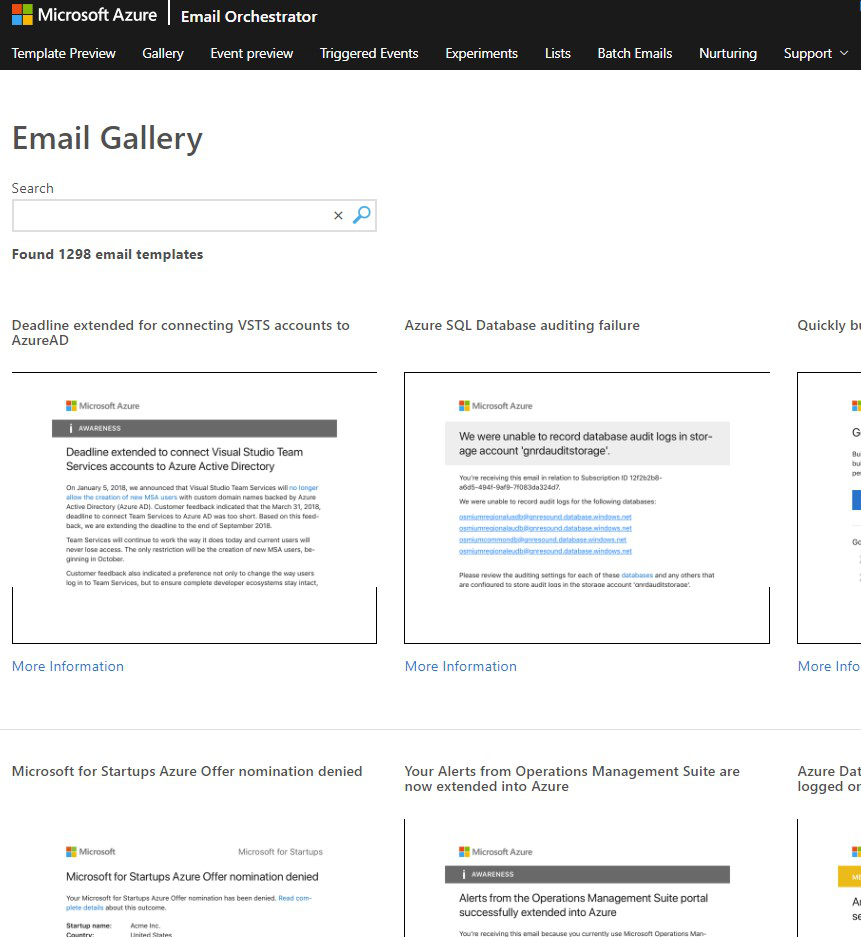 Microsoft Azure Email Orchestrator
Template Preview Gallery Event preview Triggered Events Experiments Lists Batch Emails Nurturing Support
Email Gallery
Search
Found 1298 email templates
Deadline extended for connecting VSTS accounts to
AzureAD
Microsoft Azure
AWARENESS
Deadline extended to connect Visual Studio Team
Services accounts to Azure Active Directory
On January 5, 2018, we announced that Visual Studio Team Services will no longer
allow the creation of new MSA users with custom domain names backed by Azure
Active Directory (Azure AD). Customer feedback indicated that the March 31, 2018,
deadline to connect Team Services to Azure AD was too short. Based on this feed-
back, we are extending the deadline to the end of September 2018.
Team Services will continue to work the way it does today and current users will
never lose access. The only restriction will be the creation of new MSA users, be-
ginning in October.
Customer feedback also indicated a preference not only to change the way users
log in to Team Services, but to ensure complete developer ecosystems stay intact,
More Information
Azure SQL Database auditing failure
Microsoft Azure
We were unable to record database audit logs in stor-
age account 'gnrdauditstorage'.
You're receiving this email in relation to Subscription ID 12f2b2b8-
a6d5-494f-9af9-7f083da324d7.
We were unable to record audit logs for the following databases:
osmiumregionalusdb@gnresound.database.windows.net
osmiumregionalaudb@gnresound.database.windows.net
osmiumcommondb@gnresound.database.windows.net
osmiumregionaleudb@gnresound.database.windows.net
Please review the auditing settings for each of these databases and any others that
are configured to store audit logs in the storage account 'gnrdauditstorage'.
More Information
Quickly bu
More Info
Microsoft for Startups Azure Offer nomination denied
Microsoft Microsoft for Startups
Microsoft for Startups Azure Offer nomination denied
Your Microsoft for Startups Azure Offer nomination has been denied. Read com-
plete details about this outcome.
Startup name: Acme Inc.
Country: United States
Your Alerts from Operations Management Suite are
now extended into Azure
Microsoft Azure
AWARENESS
Alerts from the Operations Management Suite portal
successfully extended into Azure
You're receiving this email because you currently use Microsoft Operations Man-
Azure Dat
logged or